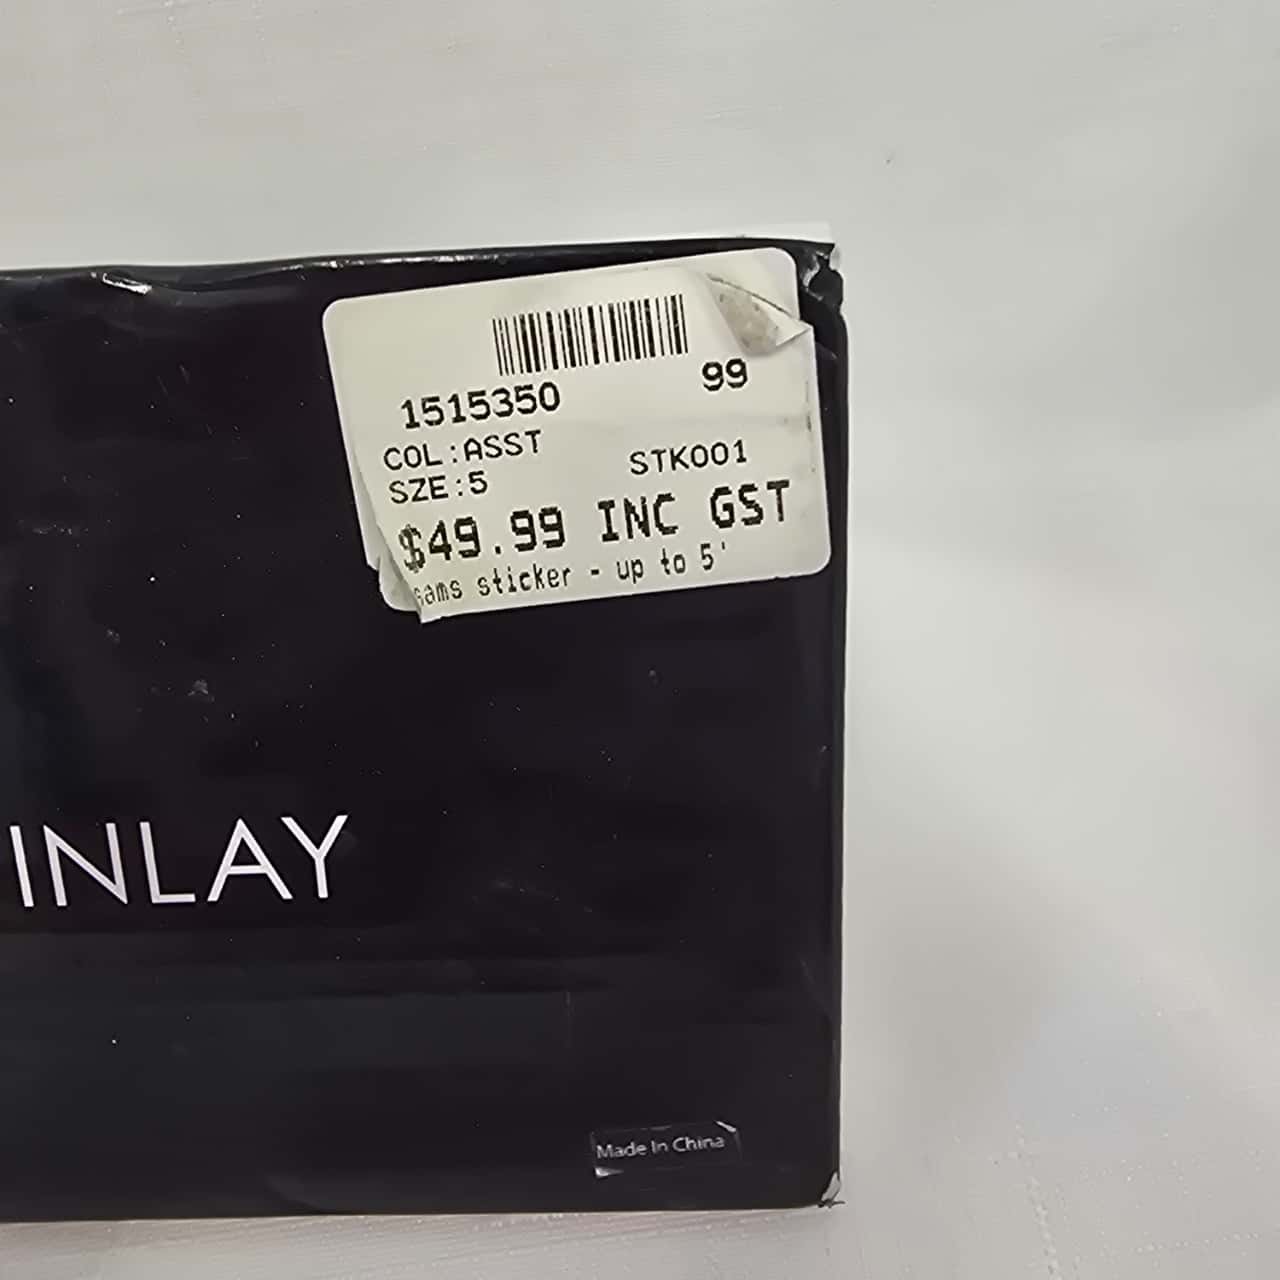 1515350 99
COL:ASST
SZE:5 STK001
$49.99 INC GST
sams sticker - up to 5'
INLAY
Made In China